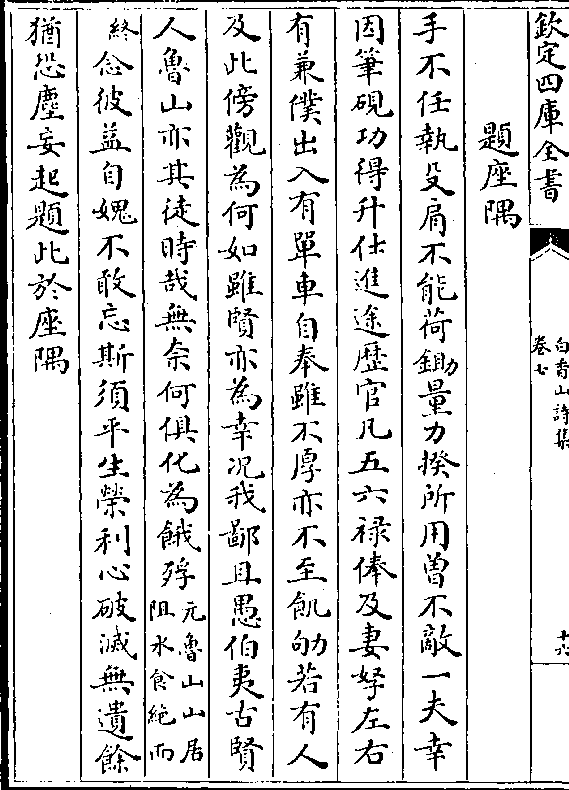 欽定四庫全書
白香山詩集
卷七
十六
題座隅
手不任執殳肩不能荷鋤量力揆所用曾不敵一夫幸
因筆硯功得升仕進途歴官凡五六禄俸及妻孥左右
有兼僕出入有單車自奉雖不厚亦不至飢劬若有人
及此傍觀為何如雖賢亦為幸况我鄙且愚伯夷古賢
人魯山亦其徒時哉無奈何俱化為餓殍
元魯山山居
阻水食絶而
終
念彼益自媿不敢忘斯須平生榮利心破滅無遺餘
猶恐塵妄起題此於座隅